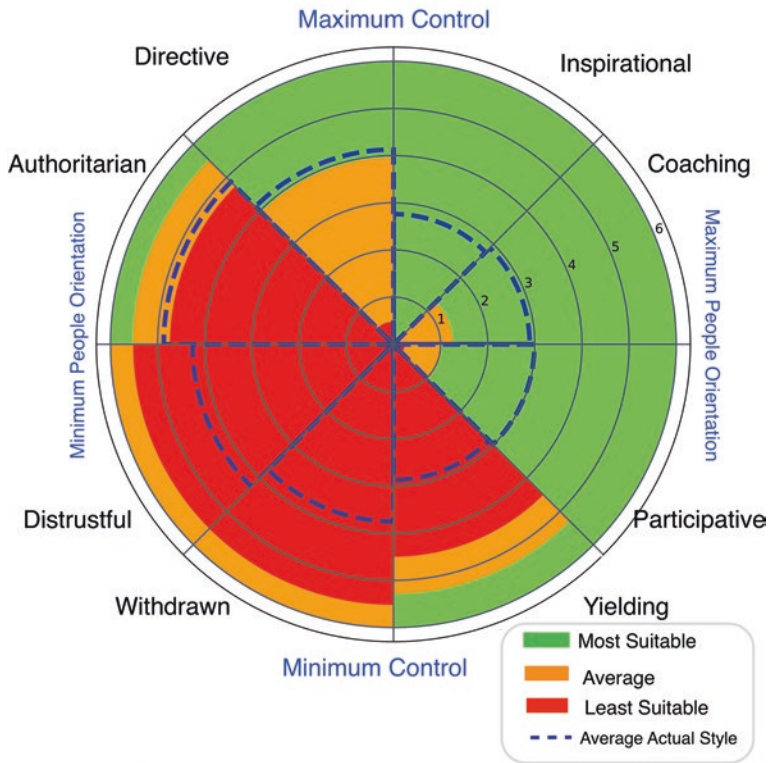 Maximum Control
Directive
Inspirational
Authoritarian
Coaching
Minimum People Orientation
Maximum People Orientation
1
2
3
4
5
6
Distrustful
Participative
Withdrawn
Yielding
Minimum Control
Most Suitable
Average
Least Suitable
Average Actual Style